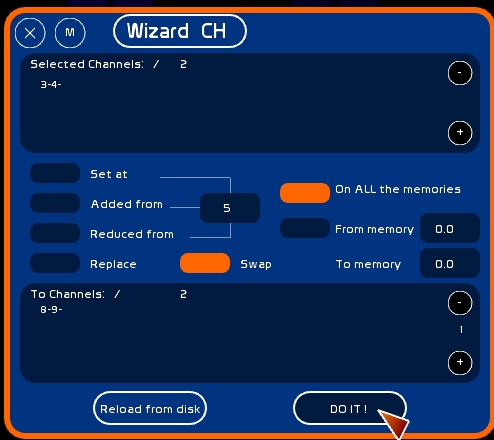 X M Wizard CH
Selected Channels: / 2
3-4-
-
+
Set at
Added from
Reduced from
5
On ALL the memories
From memory 0.0
Replace Swap To memory 0.0
To Channels: / 2
8-9-
-
1
+
Reload from disk DO IT !